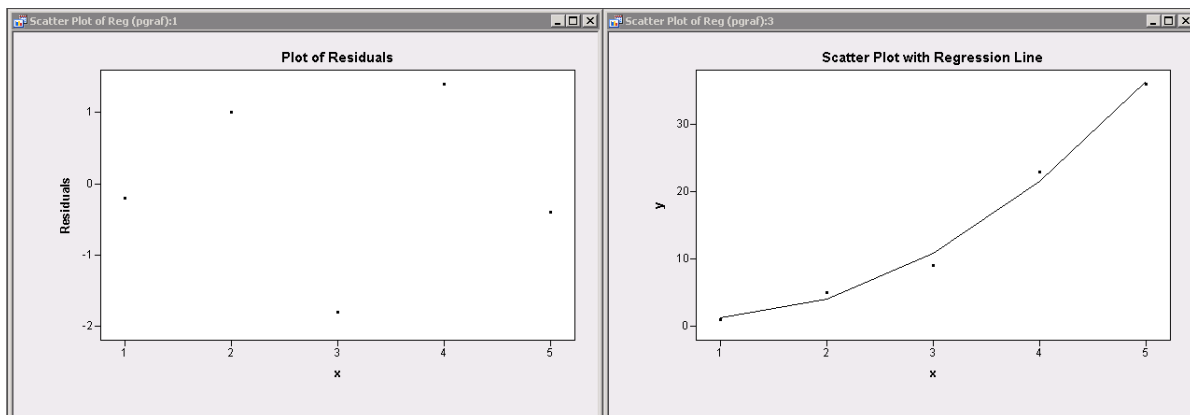 Scatter Plot of Reg (pgraf):1
Plot of Residuals
Residuals
1
0
-1
-2
1 2 3 4 5
x
Scatter Plot of Reg (pgraf):3
Scatter Plot with Regression Line
y
30
20
10
0
1 2 3 4 5
x